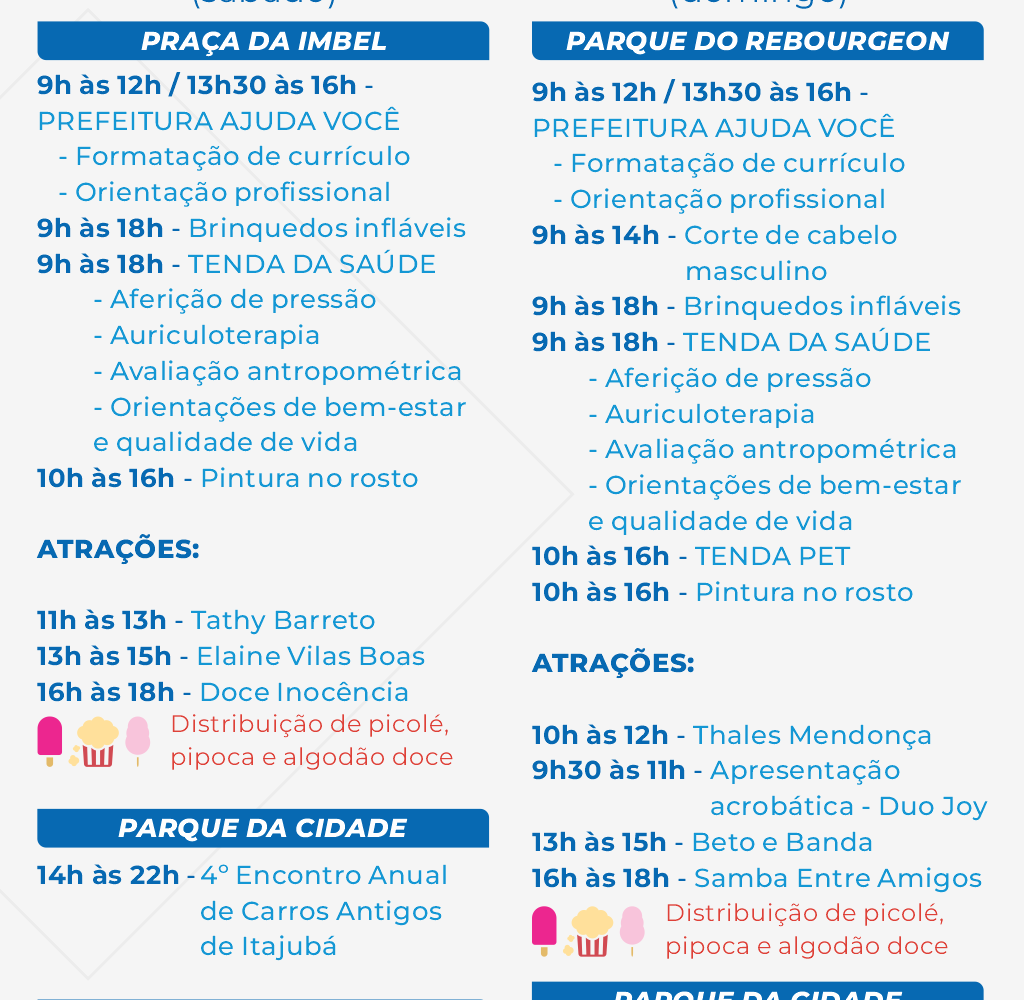 (sábado)
PRAÇA DA IMBEL
9h às 12h / 13h30 às 16h -
PREFEITURA AJUDA VOCÊ
- Formatação de currículo
- Orientação profissional
9h às 18h - Brinquedos infláveis
9h às 18h - TENDA DA SAÚDE
- Aferição de pressão
- Auriculoterapia
- Avaliação antropométrica
- Orientações de bem-estar
e qualidade de vida
10h às 16h - Pintura no rosto
ATRAÇÕES:
11h às 13h - Tathy Barreto
13h às 15h - Elaine Vilas Boas
16h às 18h - Doce Inocência
Distribuição de picolé,
pipoca e algodão doce
PARQUE DA CIDADE
14h às 22h - 4º Encontro Anual
de Carros Antigos
de Itajubá
(domingo)
PARQUE DO REBOURGEON
9h às 12h / 13h30 às 16h -
PREFEITURA AJUDA VOCÊ
- Formatação de currículo
- Orientação profissional
9h às 14h - Corte de cabelo
masculino
9h às 18h - Brinquedos infláveis
9h às 18h - TENDA DA SAÚDE
- Aferição de pressão
- Auriculoterapia
- Avaliação antropométrica
- Orientações de bem-estar
e qualidade de vida
10h às 16h - TENDA PET
10h às 16h - Pintura no rosto
ATRAÇÕES:
10h às 12h - Thales Mendonça
9h30 às 11h - Apresentação
acrobática - Duo Joy
13h às 15h - Beto e Banda
16h às 18h - Samba Entre Amigos
Distribuição de picolé,
pipoca e algodão doce
PARQUE DA CIDADE